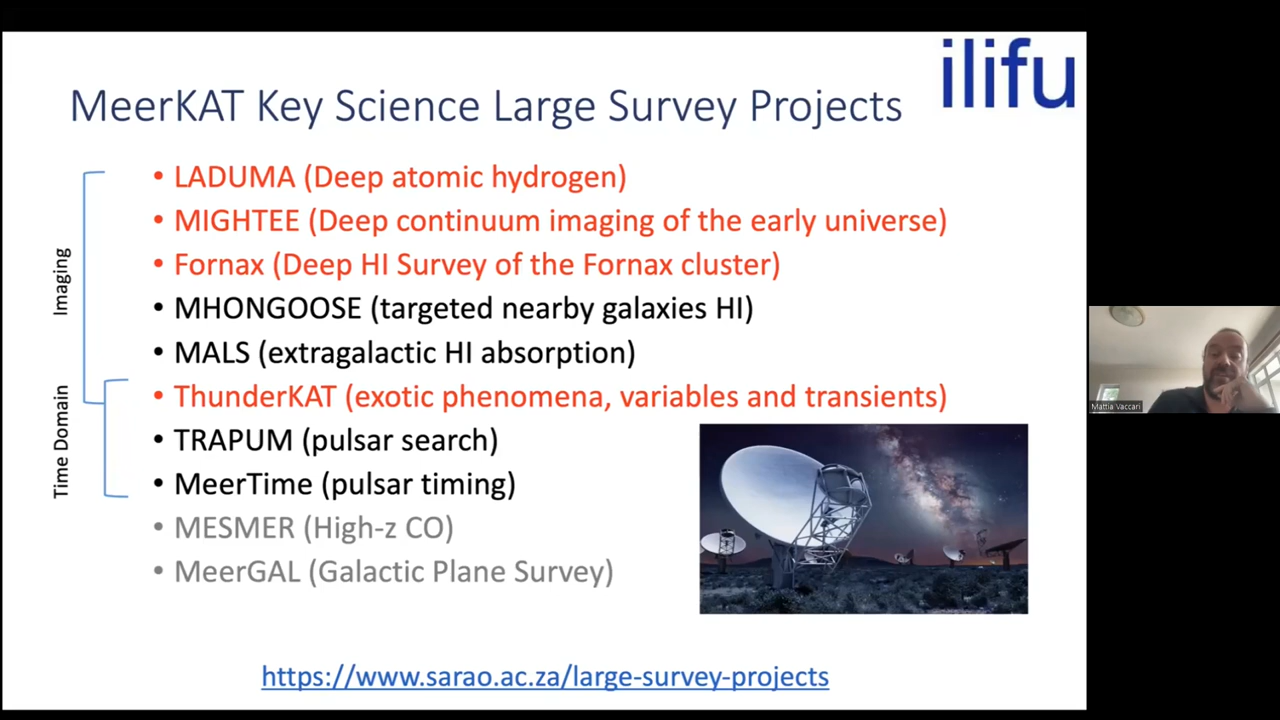 ilifu
MeerKAT Key Science Large Survey Projects
Imaging
• LADUMA (Deep atomic hydrogen)
• MIGHTEE (Deep continuum imaging of the early universe)
• Fornax (Deep HI Survey of the Fornax cluster)
• MHONGOOSE (targeted nearby galaxies HI)
• MALS (extragalactic HI absorption)
Time Domain
• ThunderKAT (exotic phenomena, variables and transients)
• TRAPUM (pulsar search)
• MeerTime (pulsar timing)
• MESMER (High-z CO)
• MeerGAL (Galactic Plane Survey)
https://www.sarao.ac.za/large-survey-projects
Mattia Vaccari